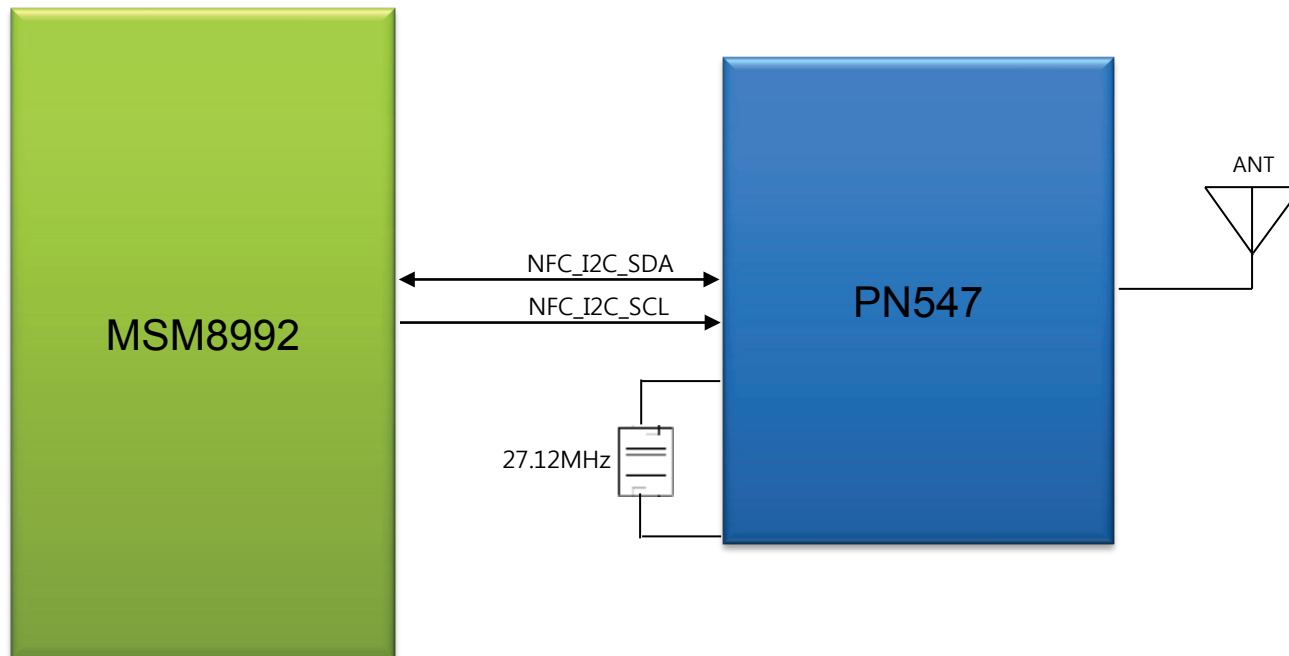 ANT
NFC_I2C_SDA
NFC_I2C_SCL
MSM8992
PN547
27.12MHz